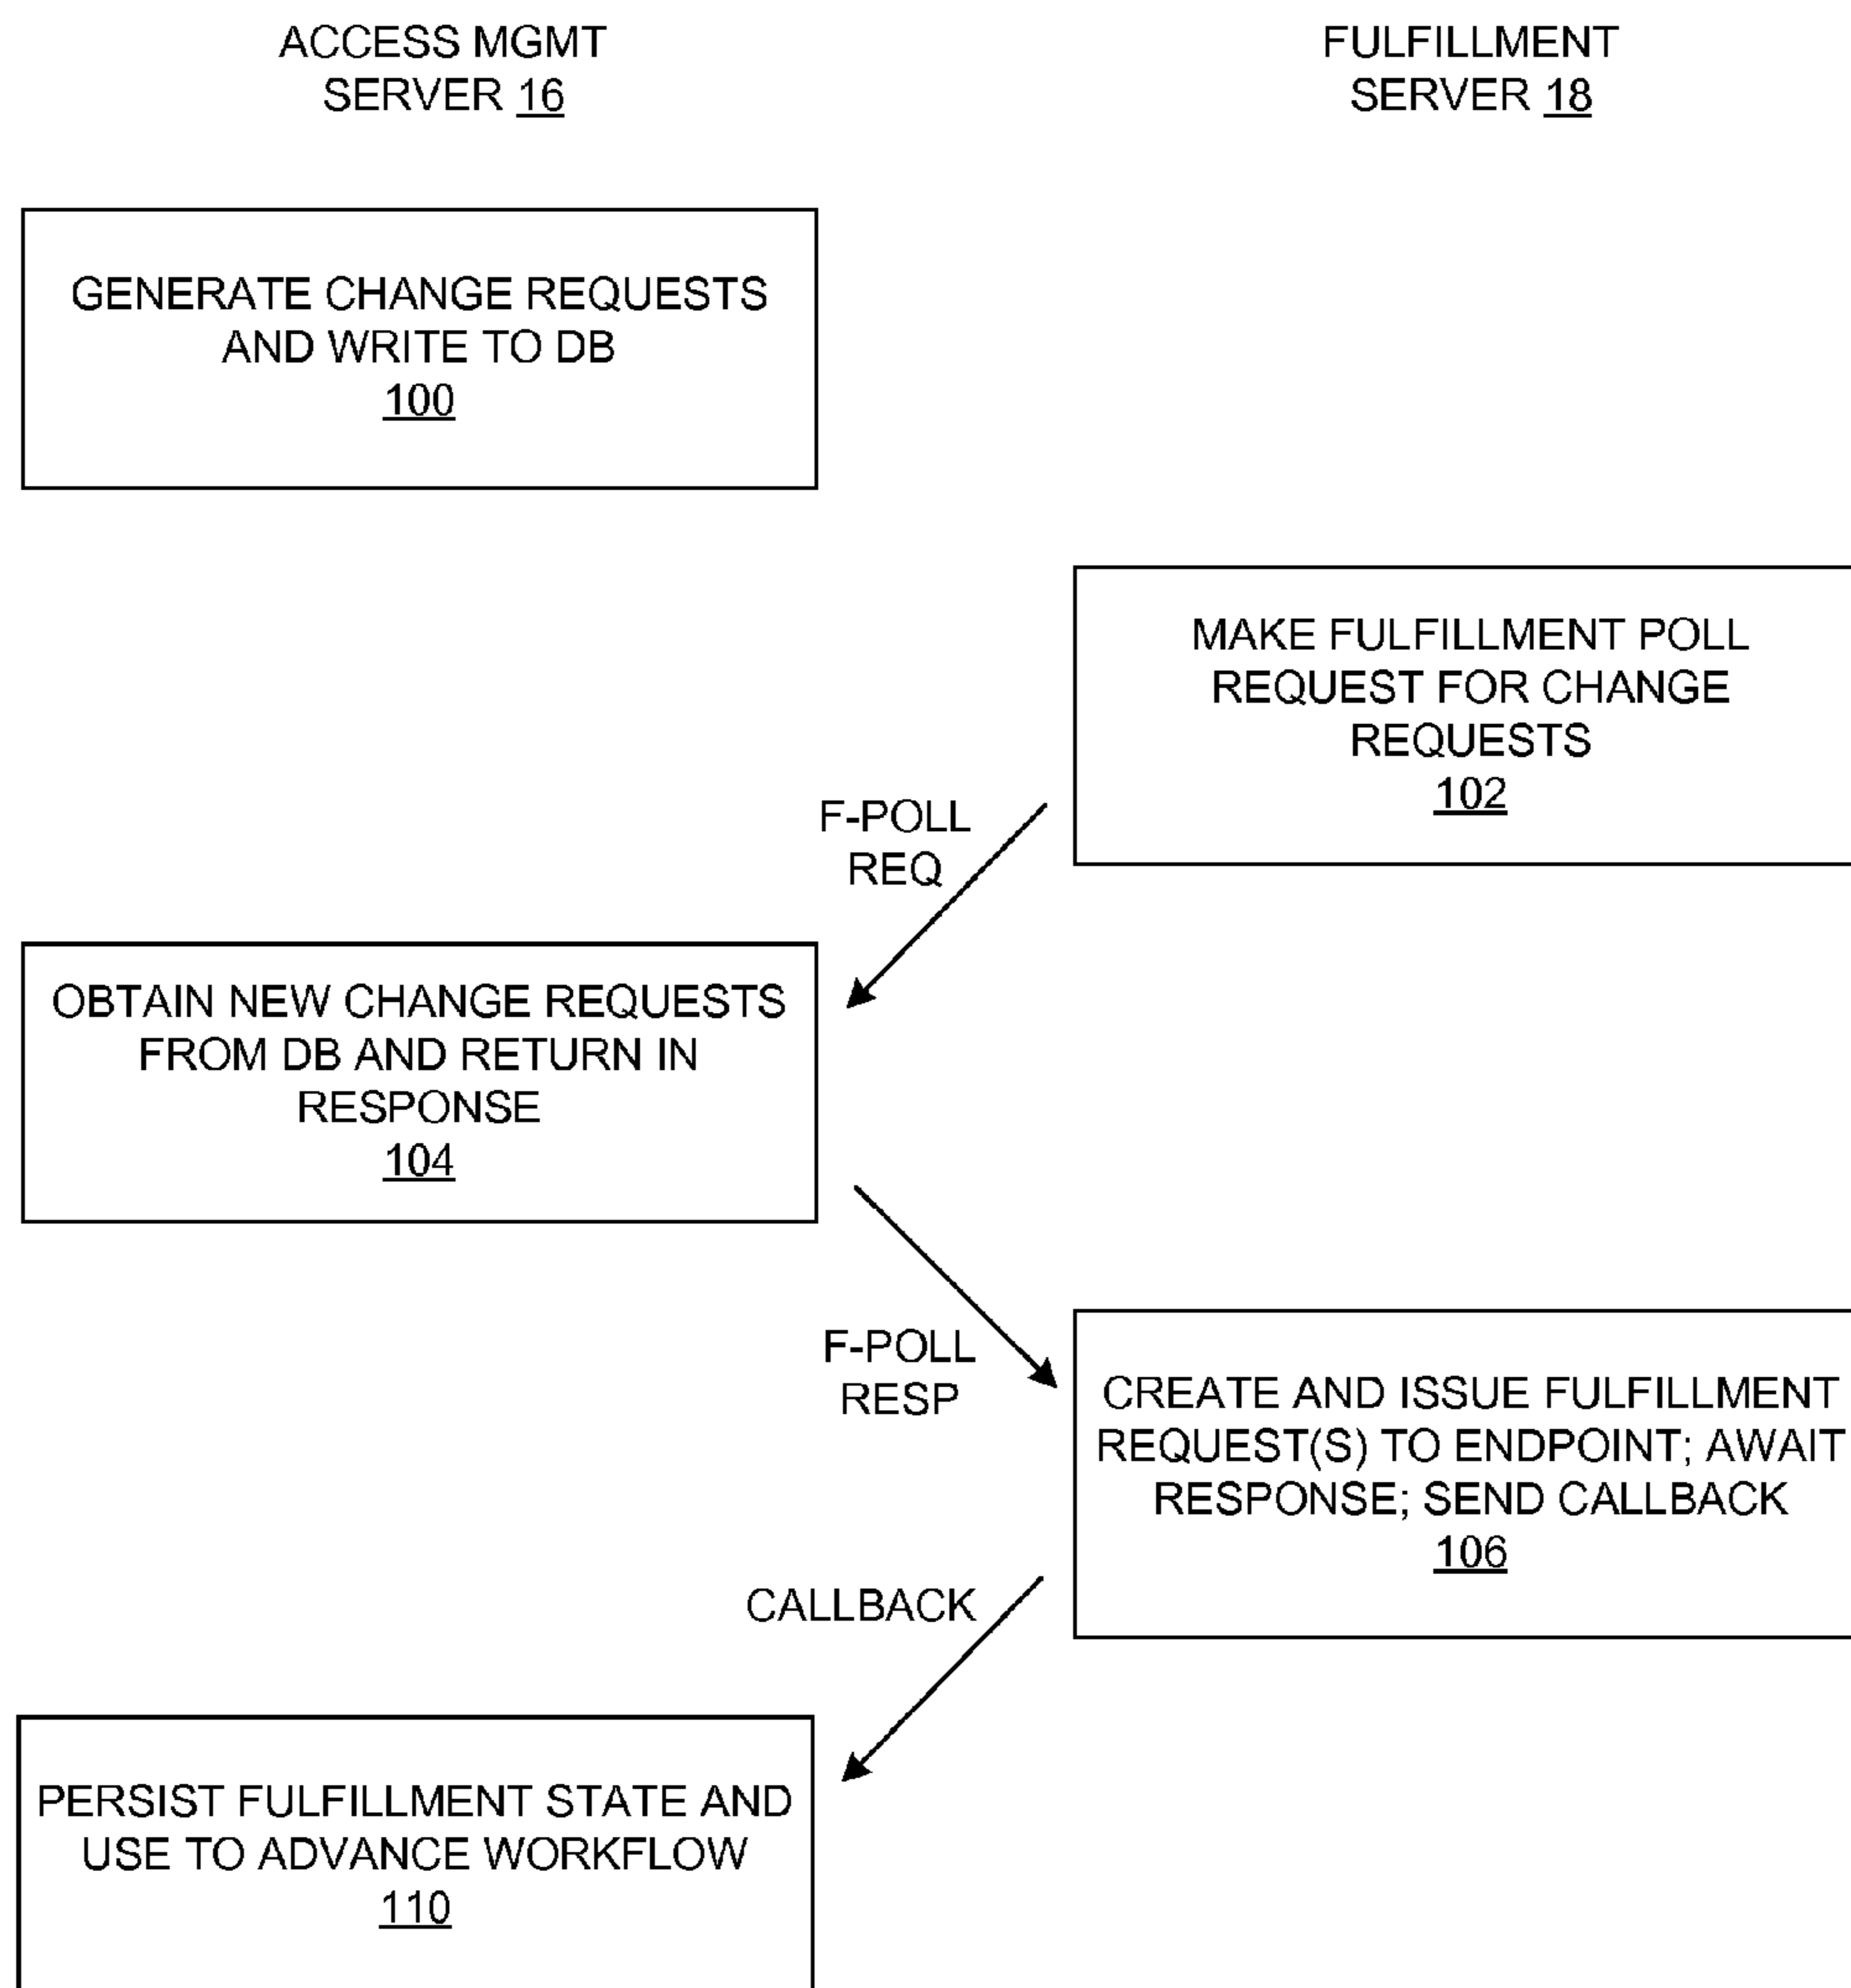 ACCESS MGMT
SERVER 16
FULFILLMENT
SERVER 18
GENERATE CHANGE REQUESTS
AND WRITE TO DB
100
MAKE FULFILLMENT POLL
REQUEST FOR CHANGE
REQUESTS
102
F-POLL
REQ
OBTAIN NEW CHANGE REQUESTS
FROM DB AND RETURN IN
RESPONSE
104
F-POLL
RESP
CREATE AND ISSUE FULFILLMENT
REQUEST(S) TO ENDPOINT; AWAIT
RESPONSE; SEND CALLBACK
106
CALLBACK
PERSIST FULFILLMENT STATE AND
USE TO ADVANCE WORKFLOW
110